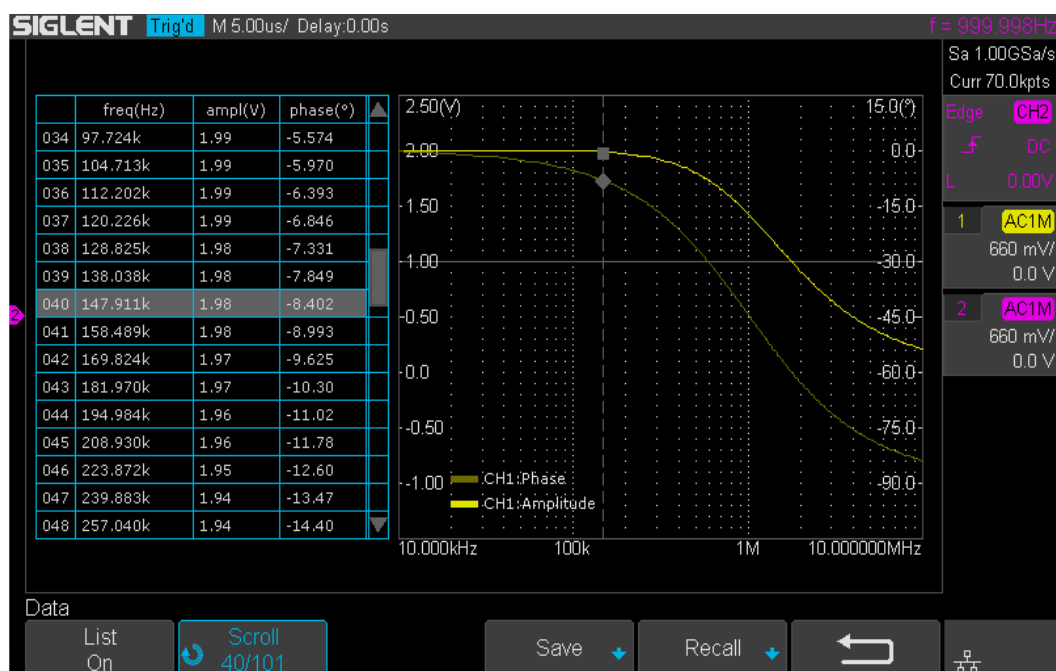 SIGLENT Trig'd M 5.00us/ Delay:0.00s f = 999.998Hz
Sa 1.00GSa/s
Curr 70.0kpts
Edge CH2
DC
L 0.00V
1 AC1M
660 mV/
0.0 V
2 AC1M
660 mV/
0.0 V
freq(Hz) ampl(V) phase(°)
034 97.724k 1.99 -5.574
035 104.713k 1.99 -5.970
036 112.202k 1.99 -6.393
037 120.226k 1.99 -6.846
038 128.825k 1.98 -7.331
039 138.038k 1.98 -7.849
040 147.911k 1.98 -8.402
041 158.489k 1.98 -8.993
042 169.824k 1.97 -9.625
043 181.970k 1.97 -10.30
044 194.984k 1.96 -11.02
045 208.930k 1.96 -11.78
046 223.872k 1.95 -12.60
047 239.883k 1.94 -13.47
048 257.040k 1.94 -14.40
2.50(V) 15.0(°)
2.00 0.0
1.50 -15.0
1.00 -30.0
0.50 -45.0
0.0 -60.0
-0.50 -75.0
-1.00 -90.0
CH1:Phase
CH1:Amplitude
10.000kHz 100k 1M 10.000000MHz
2
Data
List
On
Scroll
40/101
Save
Recall